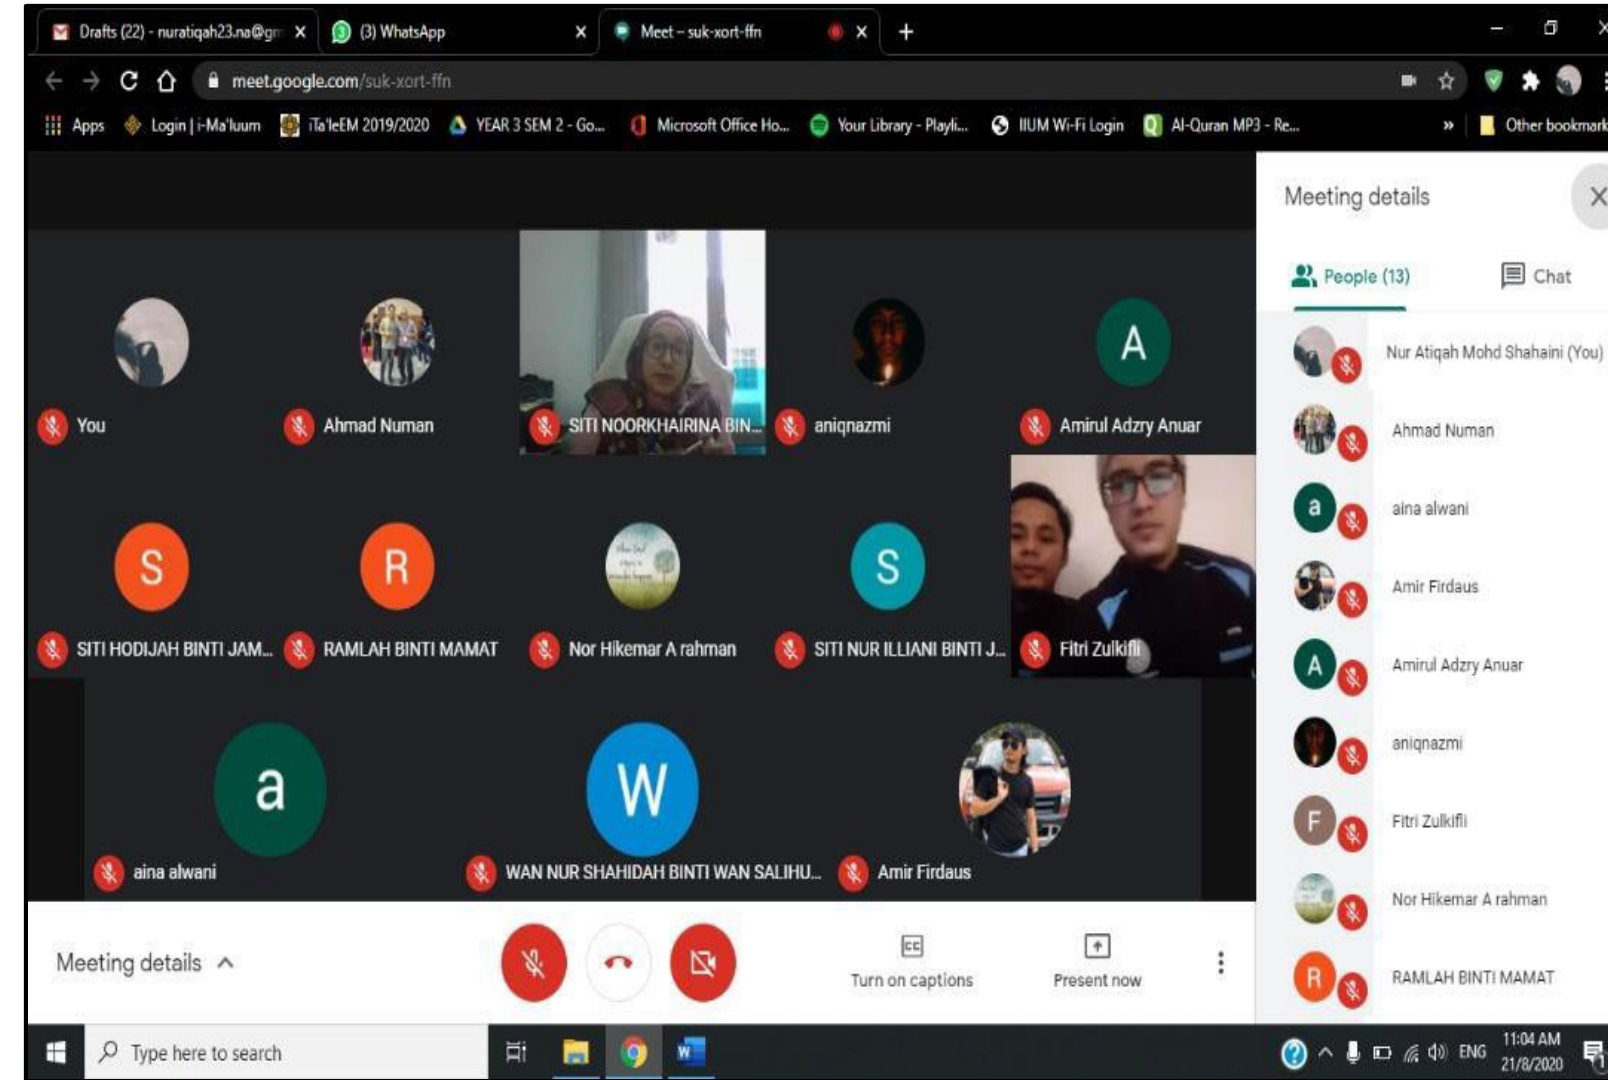 Drafts (22) - nuratiqah23.na@gm
(3) WhatsApp
Meet – suk-xort-ffn
meet.google.com/suk-xort-ffn
Apps Login | i-Ma'luum iTa'leEM 2019/2020 YEAR 3 SEM 2 - Go... Microsoft Office Ho... Your Library - Playli... IIUM Wi-Fi Login Al-Quran MP3 - Re... » Other bookmark
Meeting details
People (13) Chat
You
Ahmad Numan
SITI NOORKHAIRINA BIN...
aniqnazmi
A
Amirul Adzry Anuar
S
SITI HODIJAH BINTI JAM...
R
RAMLAH BINTI MAMAT
Nor Hikemar A rahman
S
SITI NUR ILLIANI BINTI J...
Fitri Zulkifli
a
aina alwani
W
WAN NUR SHAHIDAH BINTI WAN SALIHU...
Amir Firdaus
Nur Atiqah Mohd Shahaini (You)
Ahmad Numan
a aina alwani
Amir Firdaus
A Amirul Adzry Anuar
aniqnazmi
F Fitri Zulkifli
Nor Hikemar A rahman
R RAMLAH BINTI MAMAT
Meeting details
CC
Turn on captions
Present now
Type here to search
W
ENG
11:04 AM
21/8/2020
1